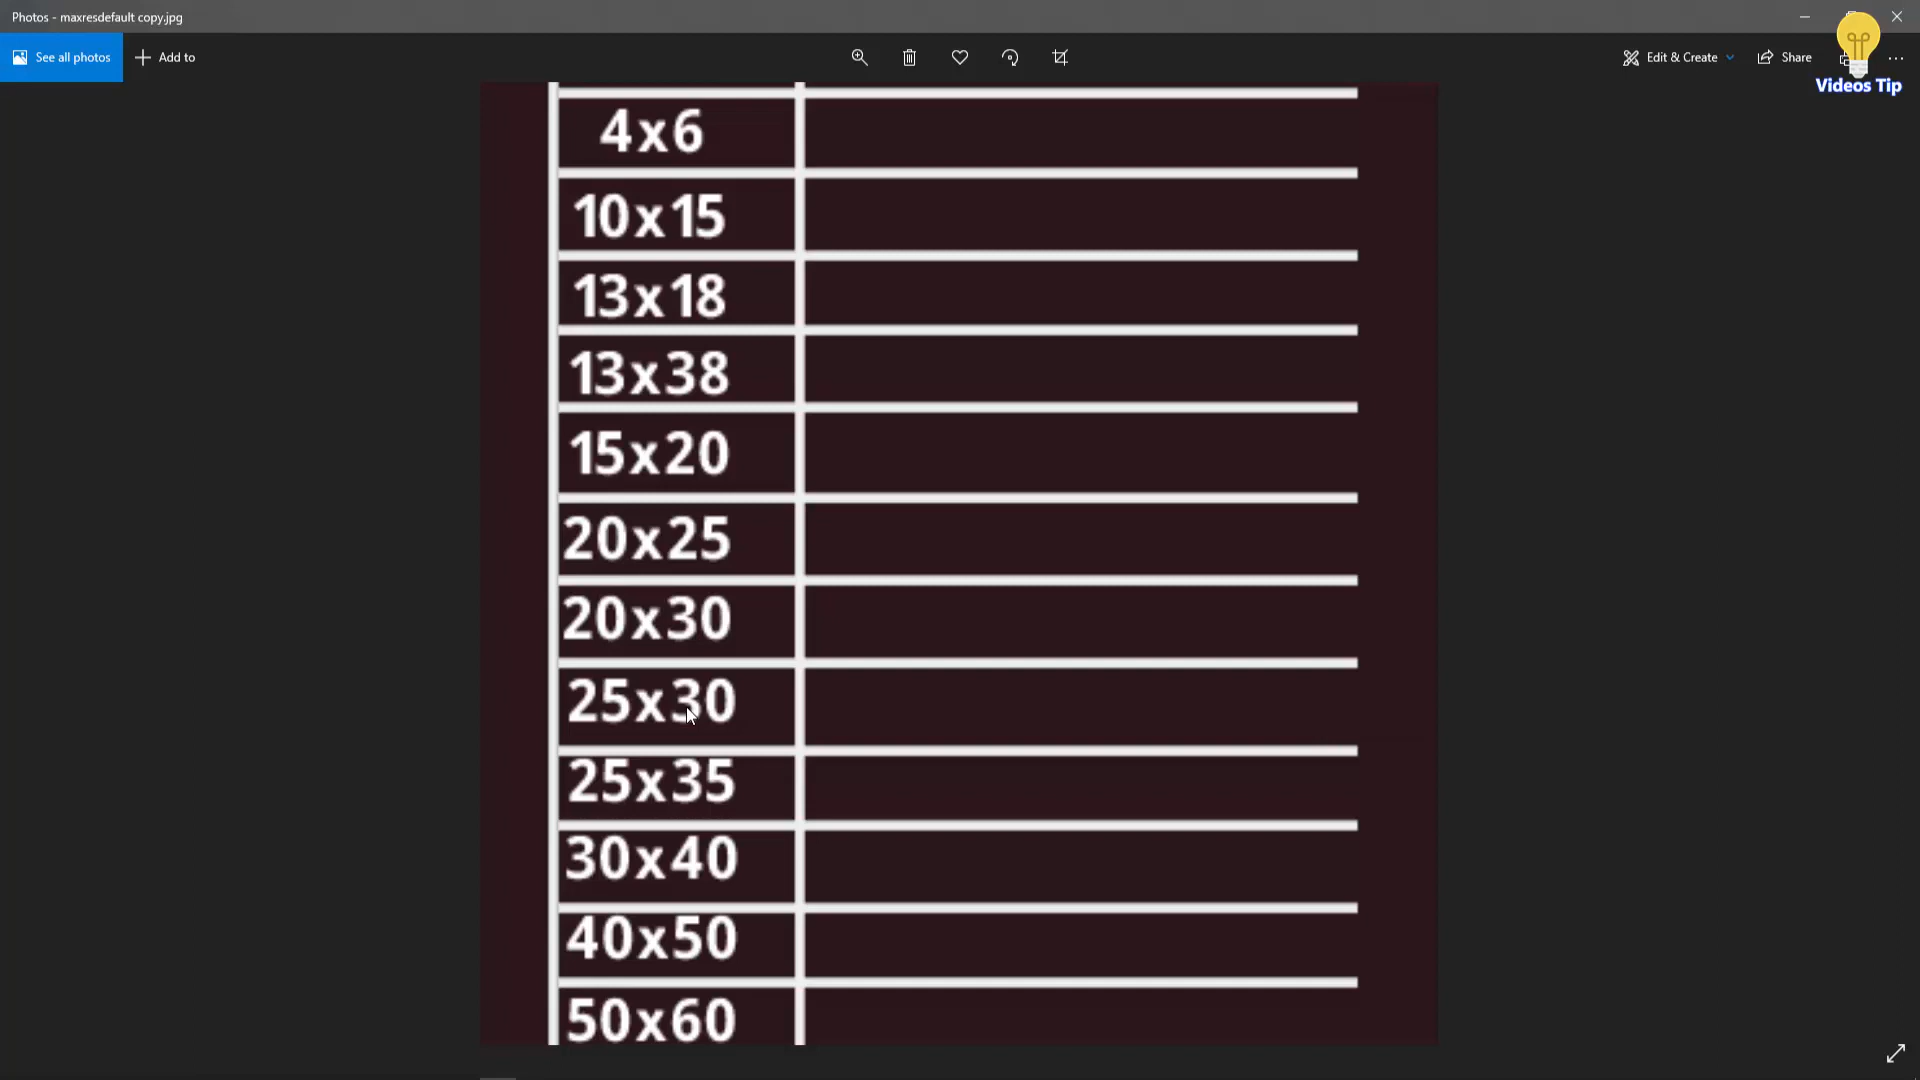 Photos - maxresdefault copy.jpg
See all photos
Add to
Edit & Create
Share
Videos Tip
4x6
10x15
13x18
13x38
15x20
20x25
20x30
25x30
25x35
30x40
40x50
50x60